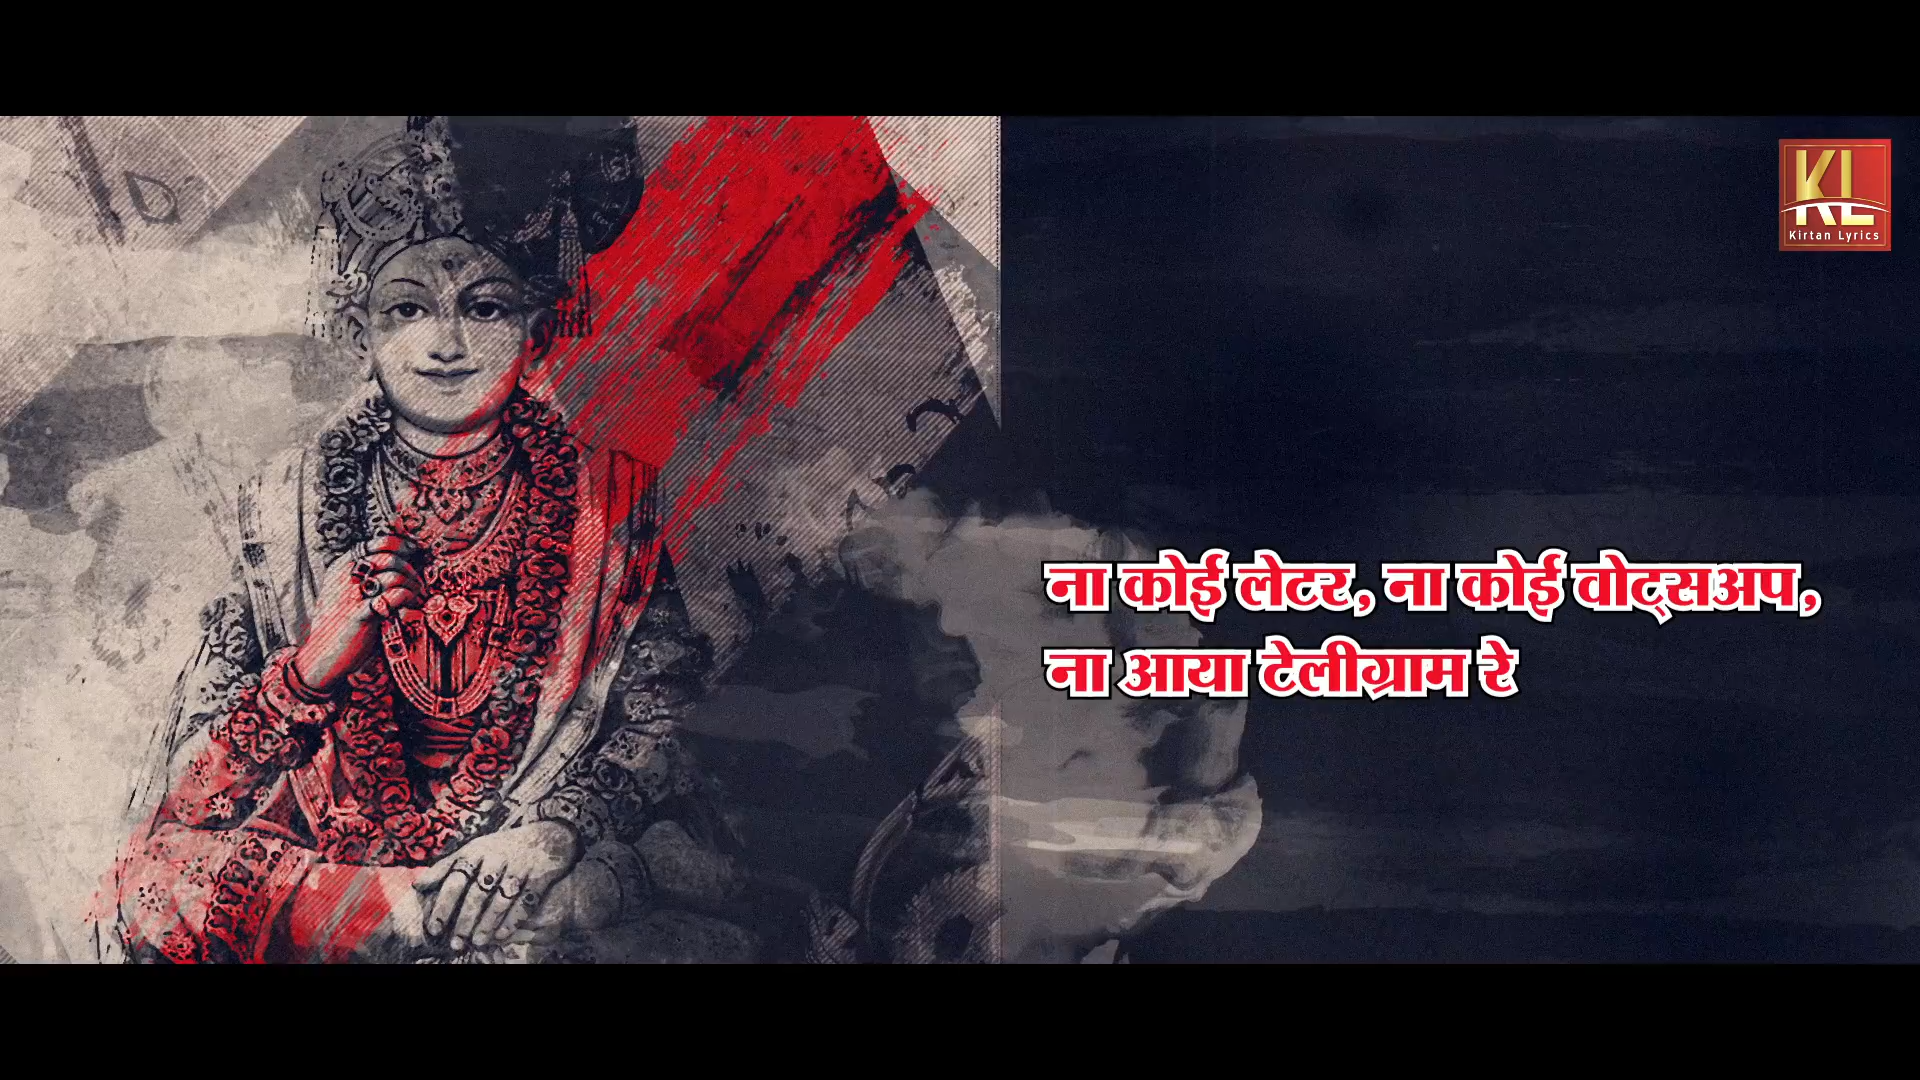 KL
Kirtan Lyrics
ना कोई लेटर, ना कोई वोट्सअप,
ना आया टेलीग्राम रे